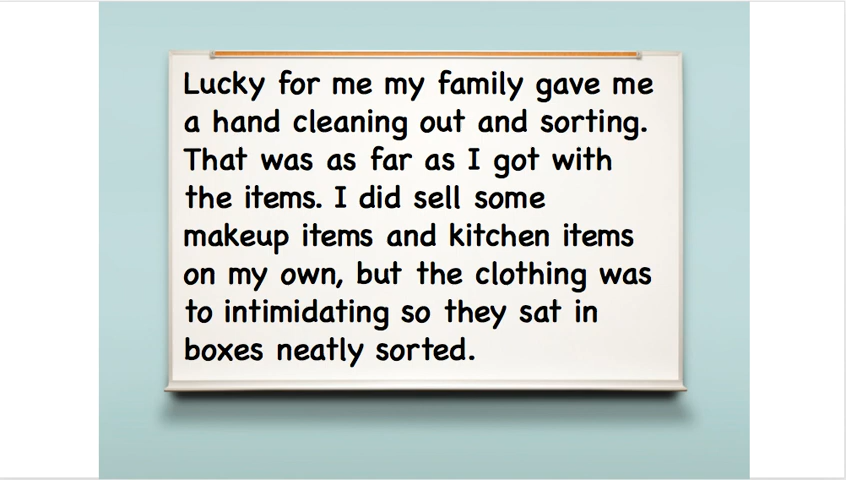 Lucky for me my family gave me
a hand cleaning out and sorting.
That was as far as I got with
the items. I did sell some
makeup items and kitchen items
on my own, but the clothing was
to intimidating so they sat in
boxes neatly sorted.